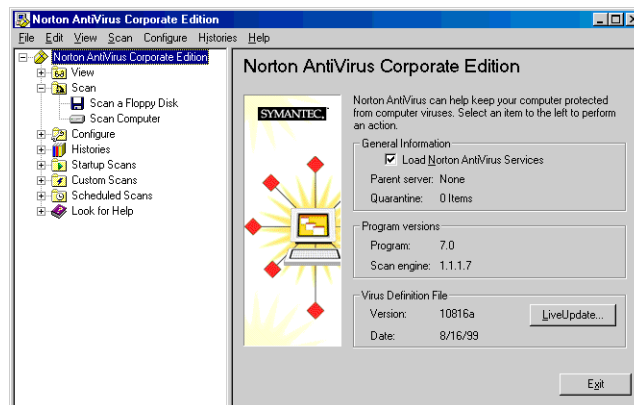 Norton AntiVirus Corporate Edition
File Edit View Scan Configure Histories Help
Norton AntiVirus Corporate Edition
View
Scan
Scan a Floppy Disk
Scan Computer
Configure
Histories
Startup Scans
Custom Scans
Scheduled Scans
Look for Help
Norton AntiVirus Corporate Edition
SYMANTEC.
Norton AntiVirus can help keep your computer protected
from computer viruses. Select an item to the left to perform
an action.
General Information
Load Norton AntiVirus Services
Parent server: None
Quarantine: 0 Items
Program versions
Program: 7.0
Scan engine: 1.1.1.7
Virus Definition File
Version: 10816a
LiveUpdate...
Date: 8/16/99
Exit